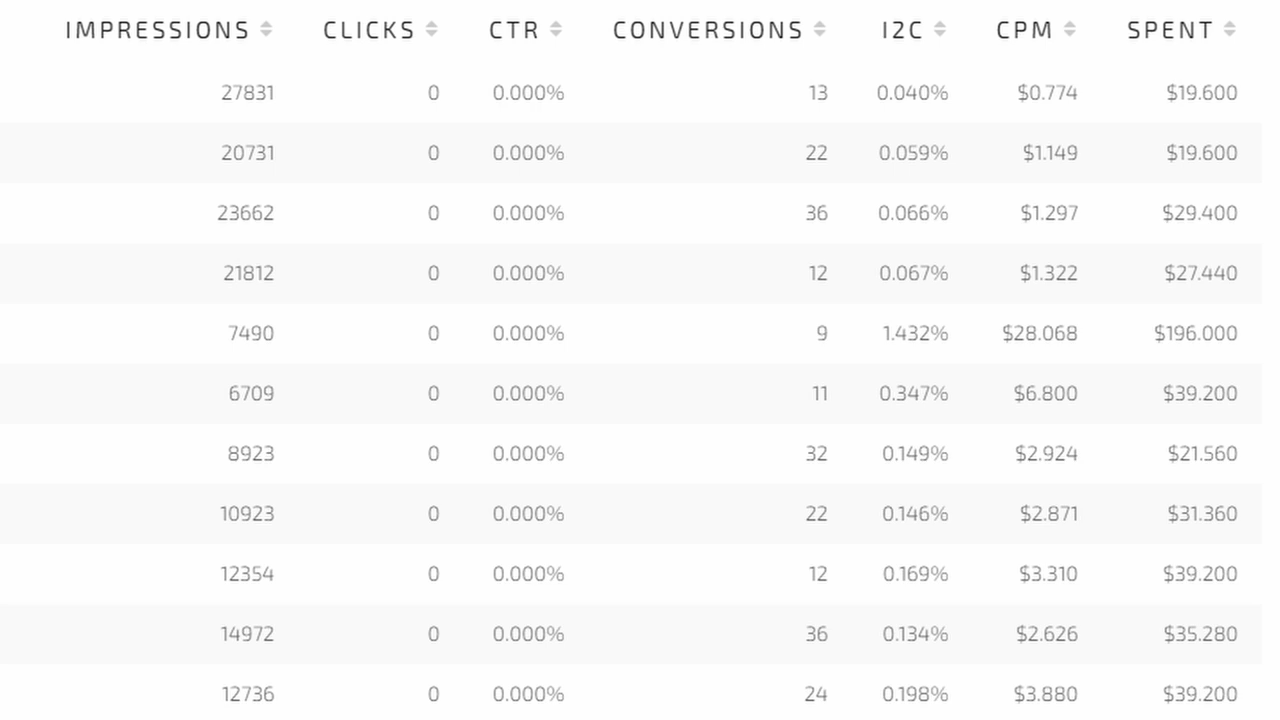 IMPRESSIONS CLICKS CTR CONVERSIONS I2C CPM SPENT
27831 0 0.000% 13 0.040% $0.774 $19.600
20731 0 0.000% 22 0.059% $1.149 $19.600
23662 0 0.000% 36 0.066% $1.297 $29.400
21812 0 0.000% 12 0.067% $1.322 $27.440
7490 0 0.000% 9 1.432% $28.068 $196.000
6709 0 0.000% 11 0.347% $6.800 $39.200
8923 0 0.000% 32 0.149% $2.924 $21.560
10923 0 0.000% 22 0.146% $2.871 $31.360
12354 0 0.000% 12 0.169% $3.310 $39.200
14972 0 0.000% 36 0.134% $2.626 $35.280
12736 0 0.000% 24 0.198% $3.880 $39.200